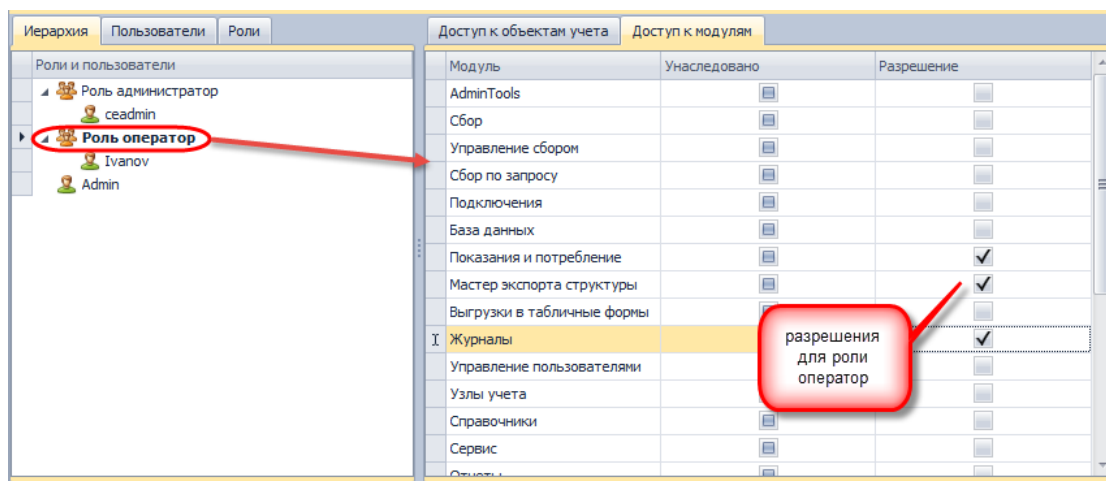 Иерархия Пользователи Роли
Доступ к объектам учета Доступ к модулям
Роли и пользователи
Роль администратор
ceadmin
Роль оператор
Ivanov
Admin
Модуль Унаследовано Разрешение
AdminTools
Сбор
Управление сбором
Сбор по запросу
Подключения
База данных
Показания и потребление
Мастер экспорта структуры
Выгрузки в табличные формы
Журналы
Управление пользователями
Узлы учета
Справочники
Сервис
разрешения
для роли
оператор